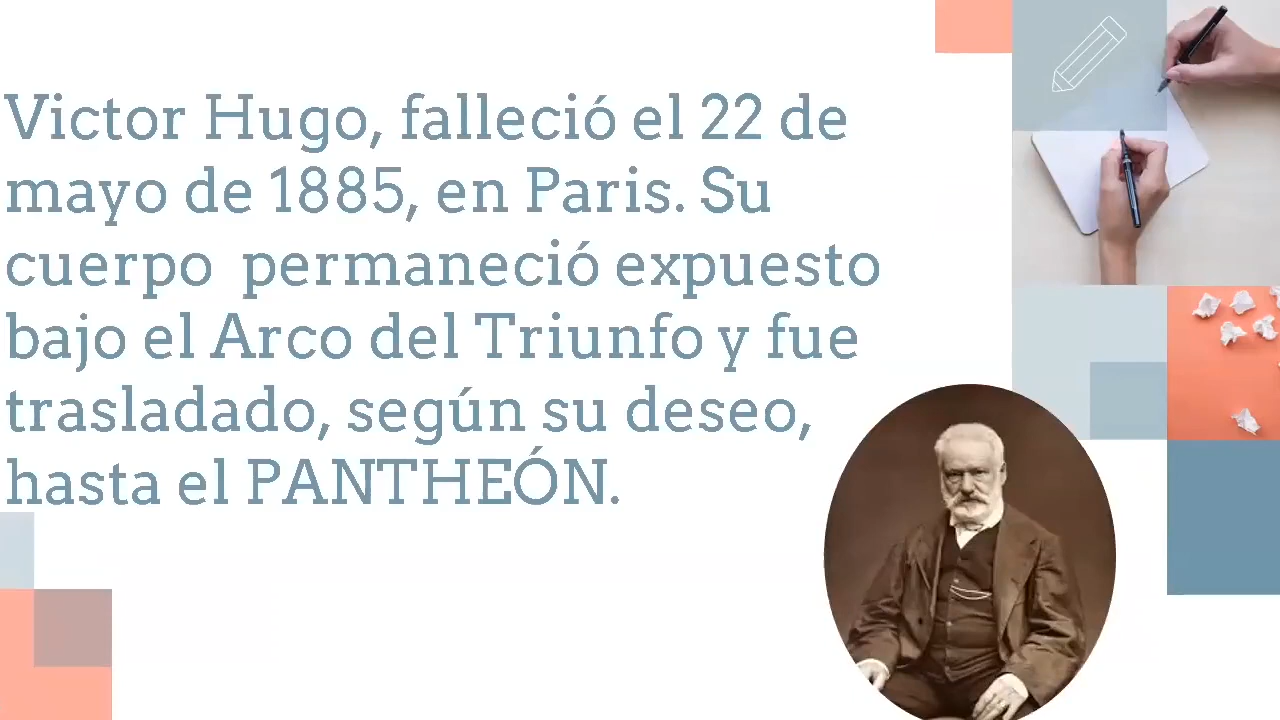 Victor Hugo, falleció el 22 de
mayo de 1885, en Paris. Su
cuerpo  permaneció expuesto
bajo el Arco del Triunfo y fue
trasladado, según su deseo,
hasta el PANTHEÓN.